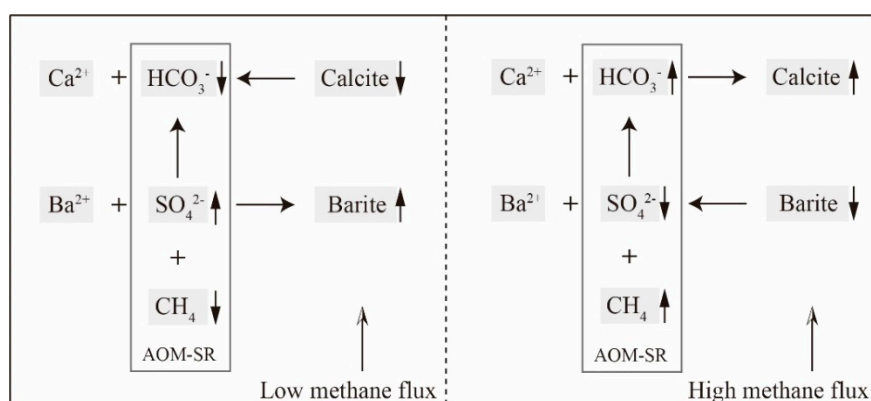 Ca²⁺ + HCO₃⁻ Calcite
Ba²⁺ + SO₄²⁻ Barite
+
CH₄
AOM-SR
Low methane flux
Ca²⁺ + HCO₃⁻ Calcite
Ba²⁺ + SO₄²⁻ Barite
+
CH₄
AOM-SR
High methane flux